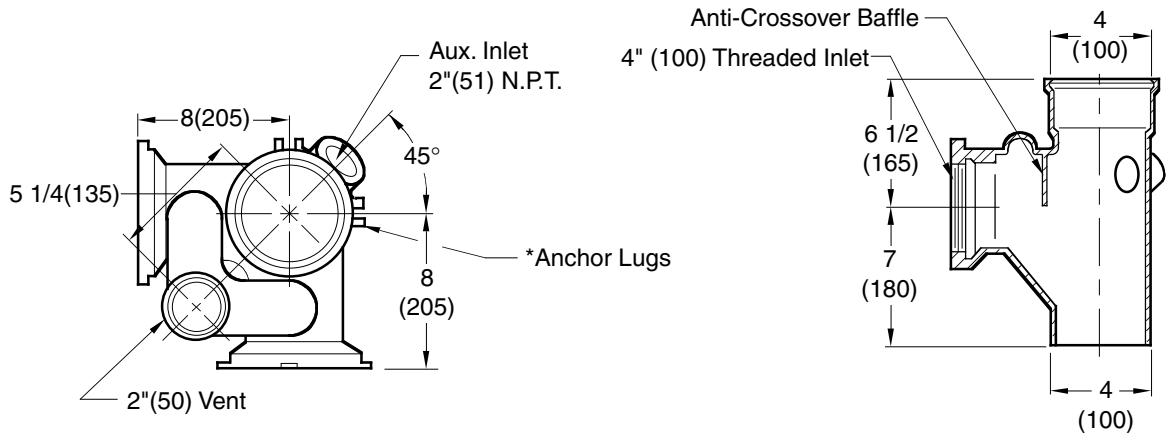 Aux. Inlet
2"(51) N.P.T.
8(205)
45°
5 1/4(135)
*Anchor Lugs
8
(205)
2"(50) Vent
Anti-Crossover Baffle
4" (100) Threaded Inlet
4
(100)
6 1/2
(165)
7
(180)
4
(100)